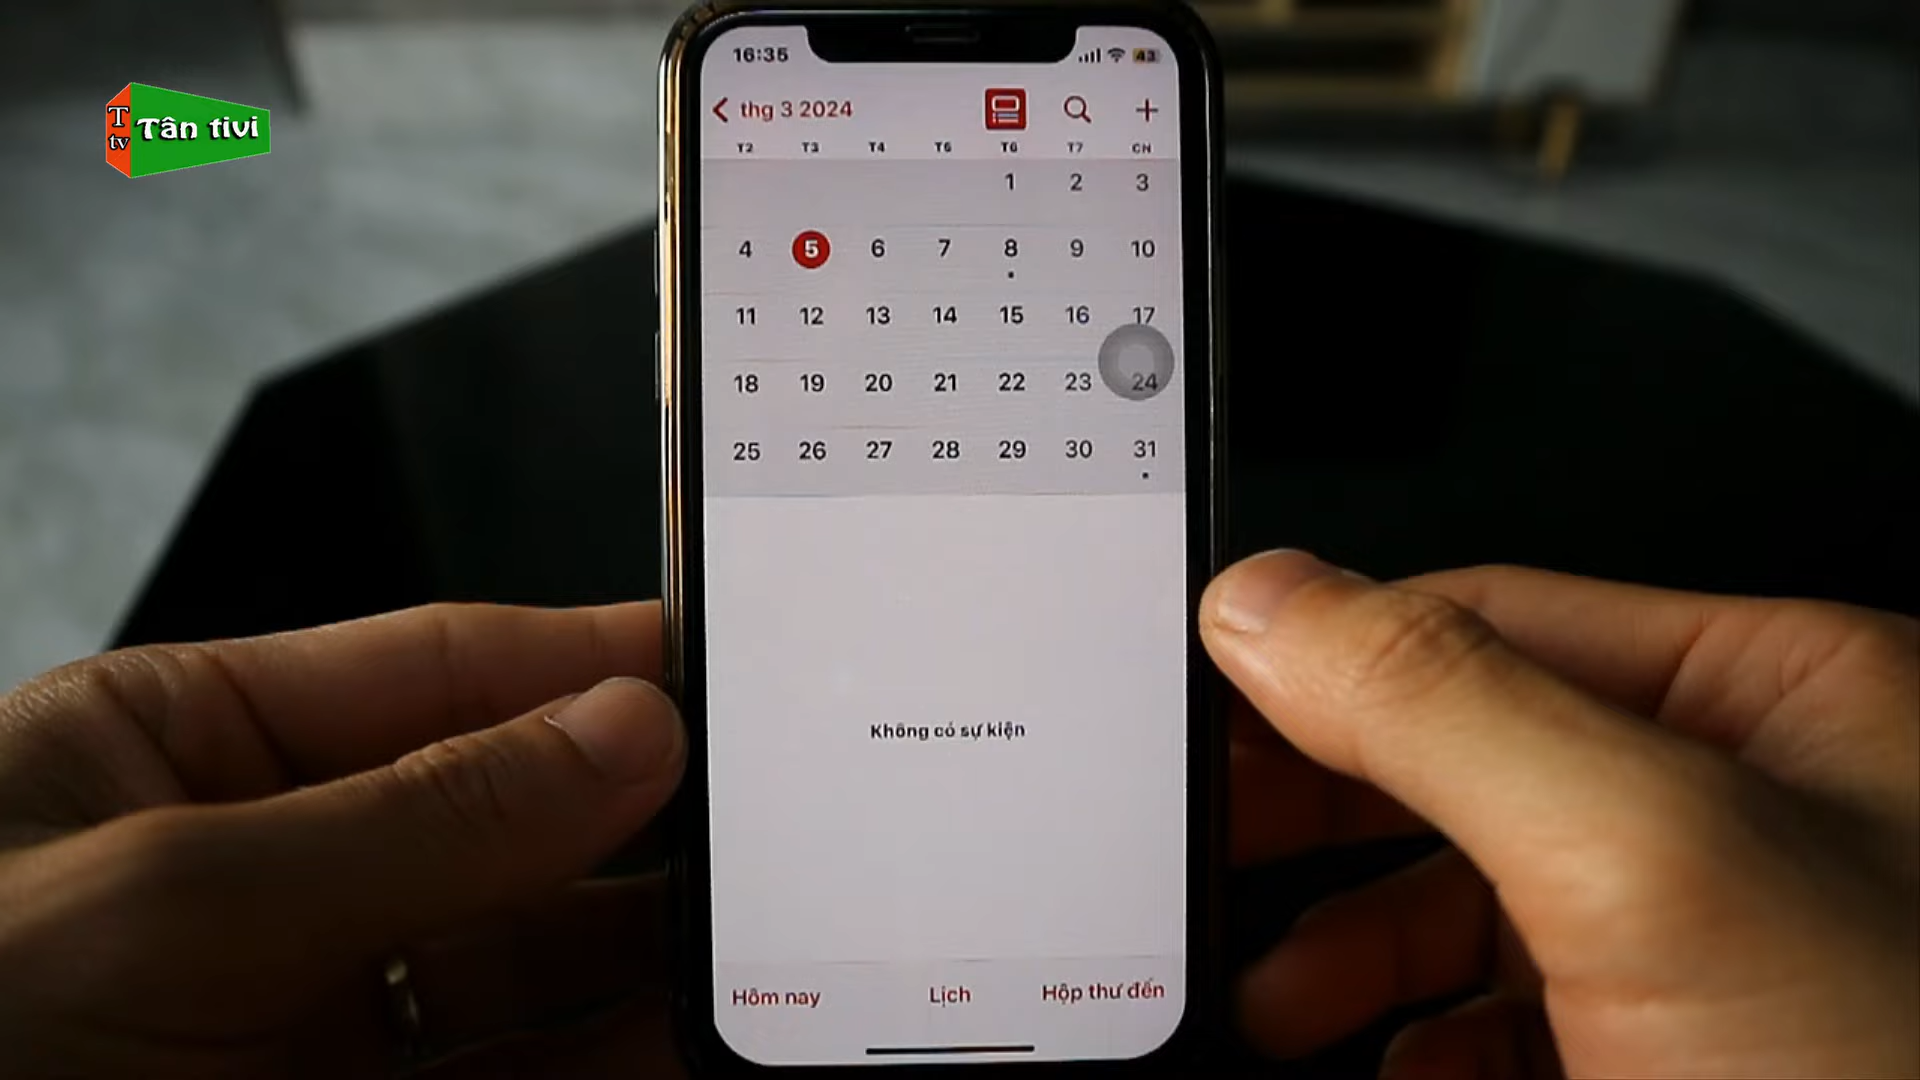 T
tv
Tân tivi
16:35
43
thg 3 2024
T2 T3 T4 T5 T6 T7 CN
1 2 3
4 5 6 7 8 9 10
11 12 13 14 15 16 17
18 19 20 21 22 23 24
25 26 27 28 29 30 31
Không có sự kiện
Hôm nay Lịch Hộp thư đến